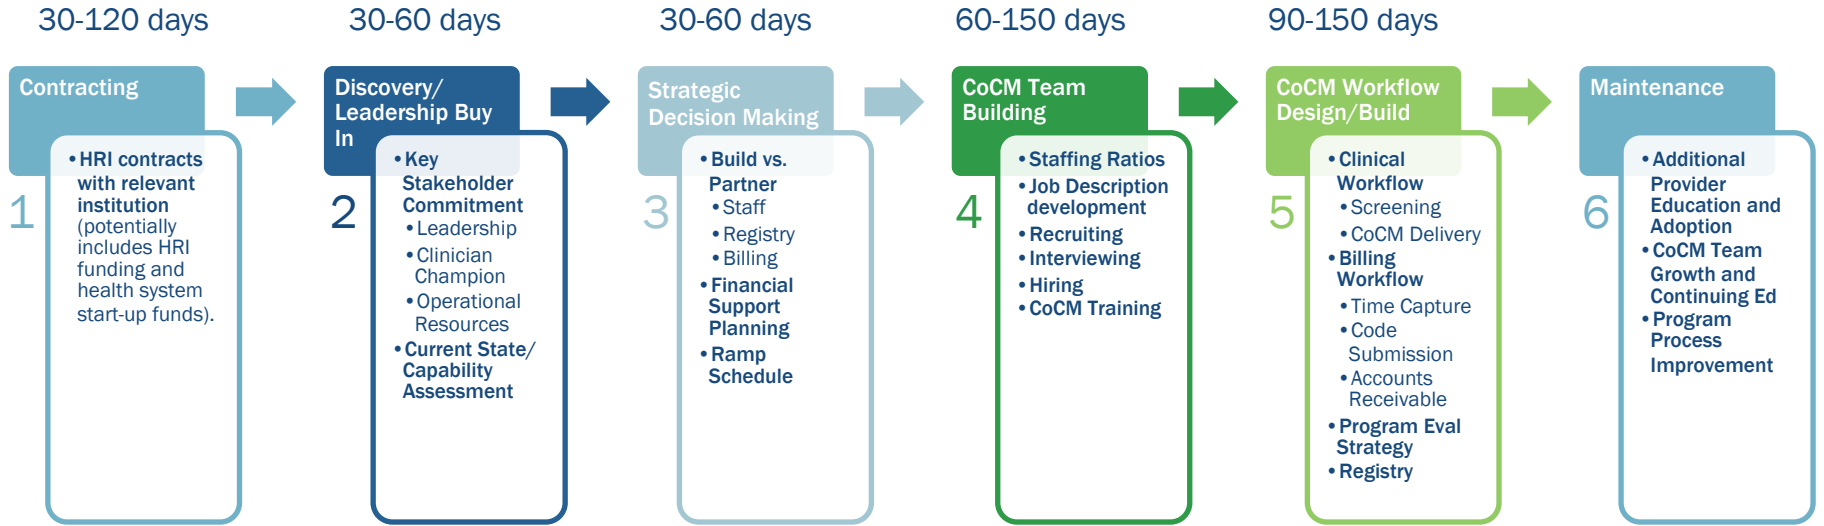 30-120 days
30-60 days
30-60 days
60-150 days
90-150 days
Contracting
1
•HRI contracts
with relevant
institution
(potentially
includes HRI
funding and
health system
start-up funds).
Discovery/
Leadership Buy
In
2
•Key
Stakeholder
Commitment
•Leadership
•Clinician
Champion
•Operational
Resources
•Current State/
Capability
Assessment
Strategic
Decision Making
3
•Build vs.
Partner
•Staff
•Registry
•Billing
•Financial
Support
Planning
•Ramp
Schedule
CoCM Team
Building
4
•Staffing Ratios
•Job Description
development
•Recruiting
•Interviewing
•Hiring
•CoCM Training
CoCM Workflow
Design/Build
5
•Clinical
Workflow
•Screening
•CoCM Delivery
•Billing
Workflow
•Time Capture
•Code
Submission
•Accounts
Receivable
•Program Eval
Strategy
•Registry
Maintenance
6
•Additional
Provider
Education and
Adoption
•CoCM Team
Growth and
Continuing Ed
•Program
Process
Improvement